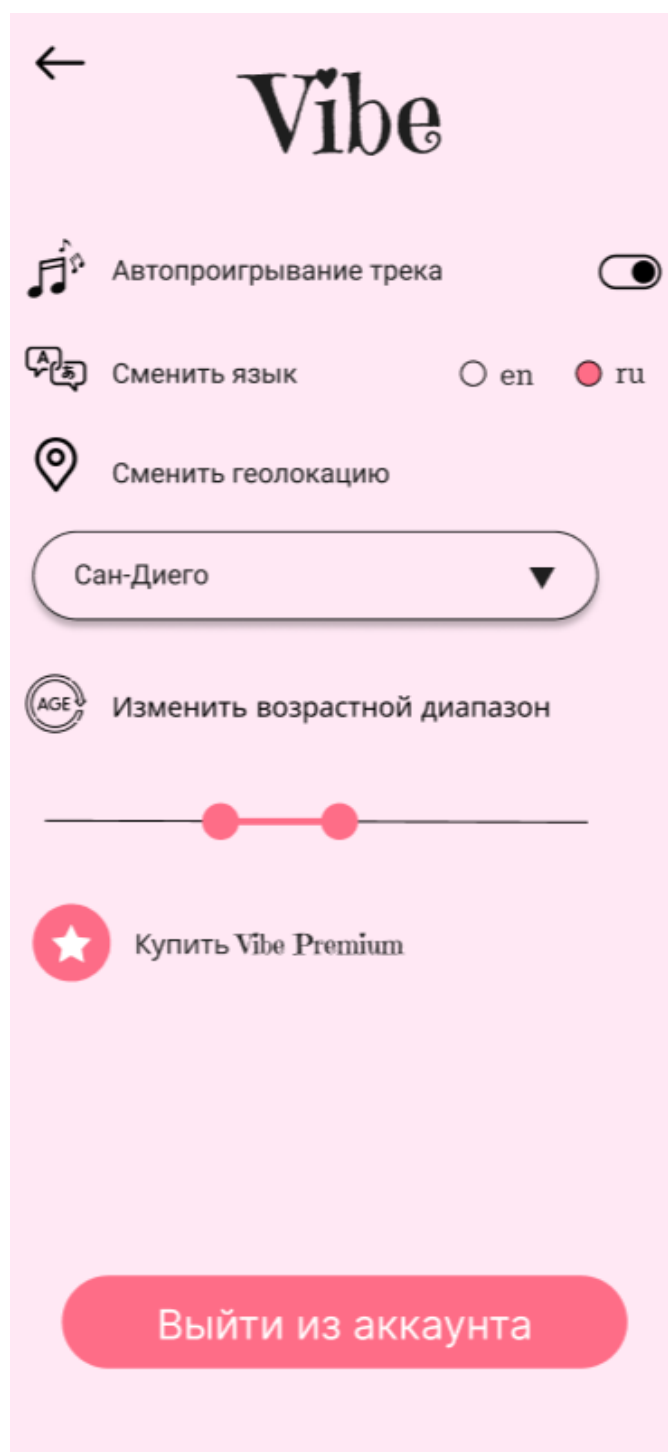 Vibe
Автопроигрывание трека
A あ
Сменить язык
en
ru
Сменить геолокацию
Сан-Диего
AGE
Изменить возрастной диапазон
Купить Vibe Premium
Выйти из аккаунта